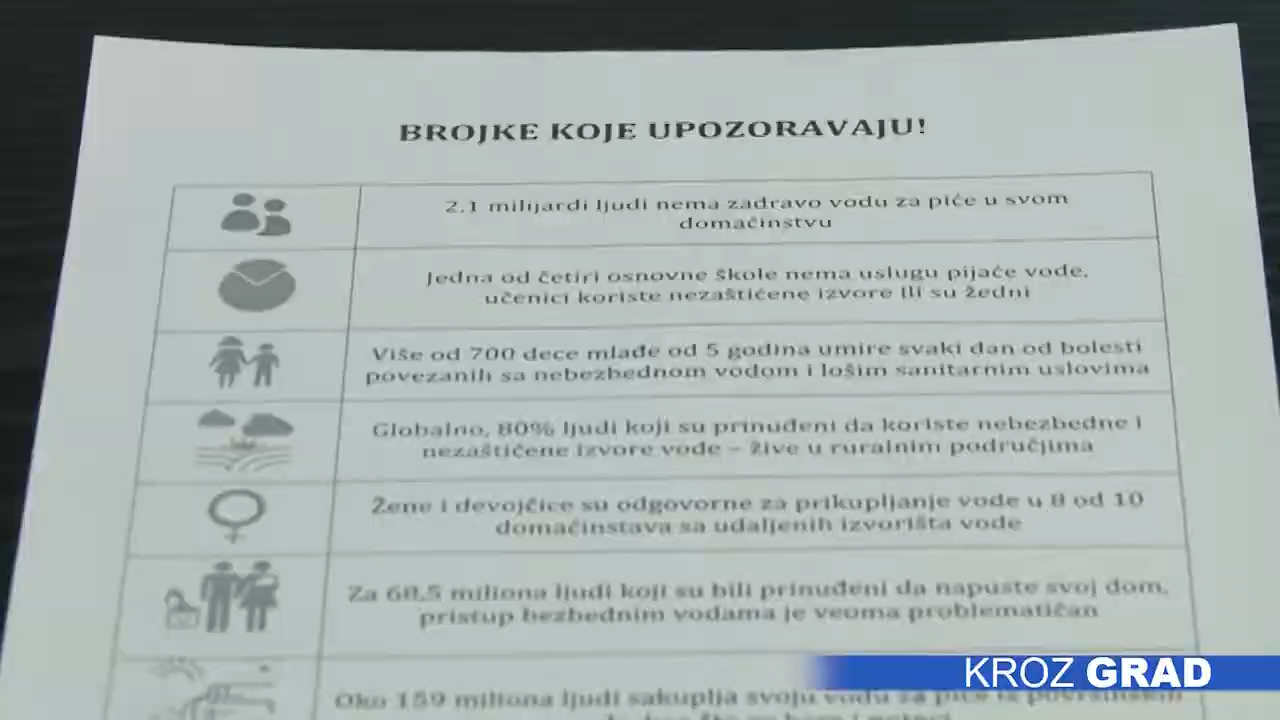 BROJKE KOJE UPOZORAVAJU!
2.1 milijardi ljudi nema zadravo vodu za piće u svom
domaćinstvu
Jedna od četiri osnovne škole nema uslugu pijaće vode,
učenici koriste nezaštićene izvore ili su žedni
Više od 700 dece mlađe od 5 godina umire svaki dan od bolesti
povezanih sa nebezbednom vodom i lošim sanitarnim uslovima
Globalno, 80% ljudi koji su prinuđeni da koriste nebezbedne i
nezaštićene izvore vode – žive u ruralnim područjima
Žene i devojčice su odgovorne za prikupljanje vode u 8 od 10
domaćinstava sa udaljenih izvorišta vode
Za 68,5 miliona ljudi koji su bili prinuđeni da napuste svoj dom,
pristup bezbednim vodama je veoma problematičan
Oko 159 miliona ljudi sakuplja svoju vodu za piće iz
KROZ GRAD